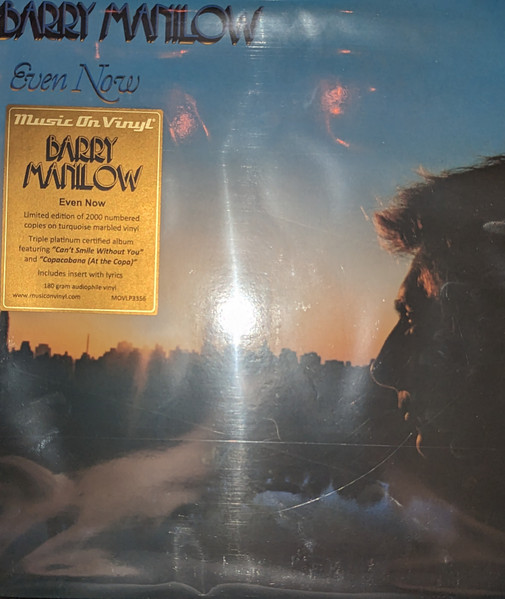 BARRY MANILOW
Even Now
Music On Vinyl
BARRY
MANILOW
Even Now
Limited edition of 2000 numbered
copies on turquoise marbled vinyl
Triple platinum certified album
featuring "Can't Smile Without You"
and "Copacabana (At the Copa)"
Includes insert with lyrics
180 gram audiophile vinyl
www.musiconvinyl.com MOVLP3356